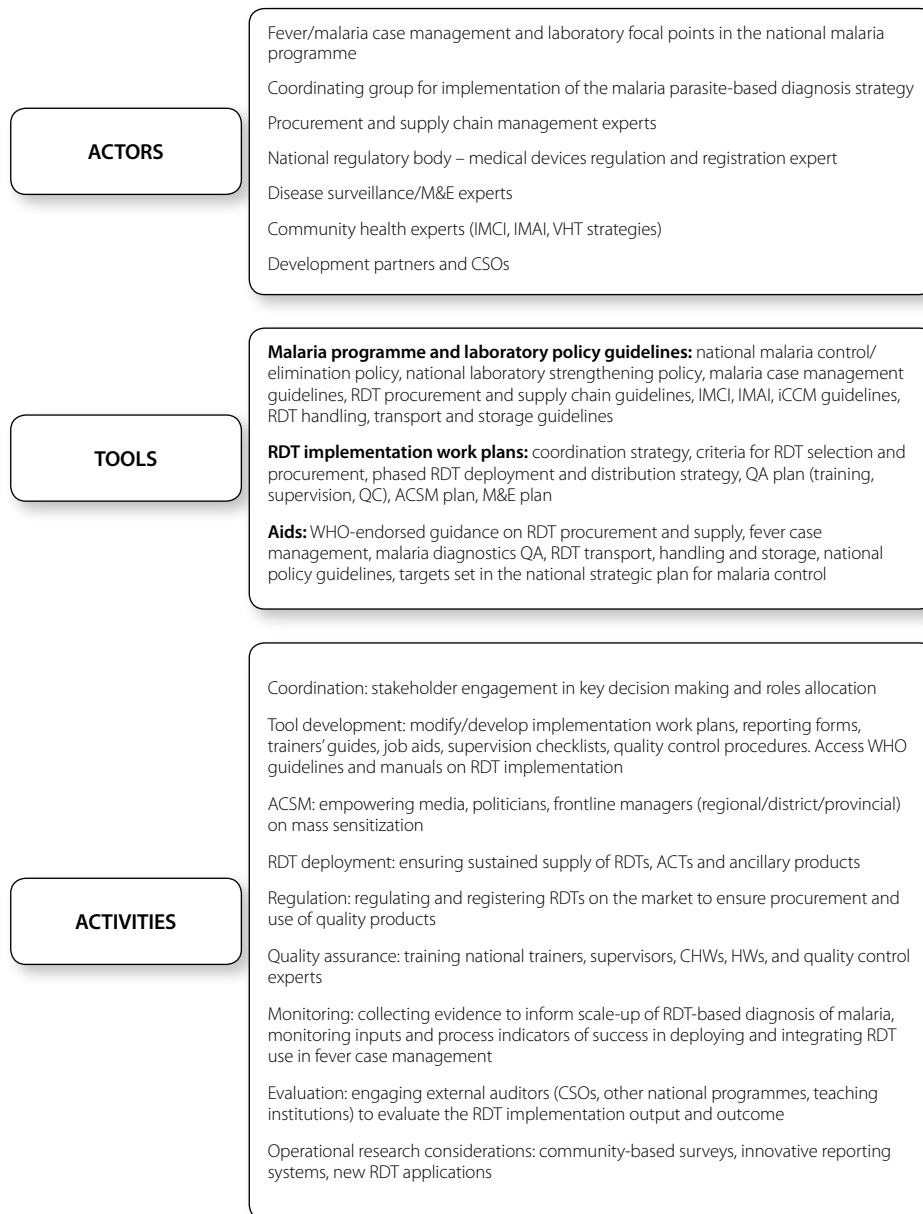 ACTORS
Fever/malaria case management and laboratory focal points in the national malaria
programme
Coordinating group for implementation of the malaria parasite-based diagnosis strategy
Procurement and supply chain management experts
National regulatory body – medical devices regulation and registration expert
Disease surveillance/M&E experts
Community health experts (IMCI, IMAI, VHT strategies)
Development partners and CSOs
TOOLS
Malaria programme and laboratory policy guidelines: national malaria control/
elimination policy, national laboratory strengthening policy, malaria case management
guidelines, RDT procurement and supply chain guidelines, IMCI, IMAI, iCCM guidelines,
RDT handling, transport and storage guidelines
RDT implementation work plans: coordination strategy, criteria for RDT selection and
procurement, phased RDT deployment and distribution strategy, QA plan (training,
supervision, QC), ACSM plan, M&E plan
Aids: WHO-endorsed guidance on RDT procurement and supply, fever case
management, malaria diagnostics QA, RDT transport, handling and storage, national
policy guidelines, targets set in the national strategic plan for malaria control
ACTIVITIES
Coordination: stakeholder engagement in key decision making and roles allocation
Tool development: modify/develop implementation work plans, reporting forms,
trainers’ guides, job aids, supervision checklists, quality control procedures. Access WHO
guidelines and manuals on RDT implementation
ACSM: empowering media, politicians, frontline managers (regional/district/provincial)
on mass sensitization
RDT deployment: ensuring sustained supply of RDTs, ACTs and ancillary products
Regulation: regulating and registering RDTs on the market to ensure procurement and
use of quality products
Quality assurance: training national trainers, supervisors, CHWs, HWs, and quality control
experts
Monitoring: collecting evidence to inform scale-up of RDT-based diagnosis of malaria,
monitoring inputs and process indicators of success in deploying and integrating RDT
use in fever case management
Evaluation: engaging external auditors (CSOs, other national programmes, teaching
institutions) to evaluate the RDT implementation output and outcome
Operational research considerations: community-based surveys, innovative reporting
systems, new RDT applications